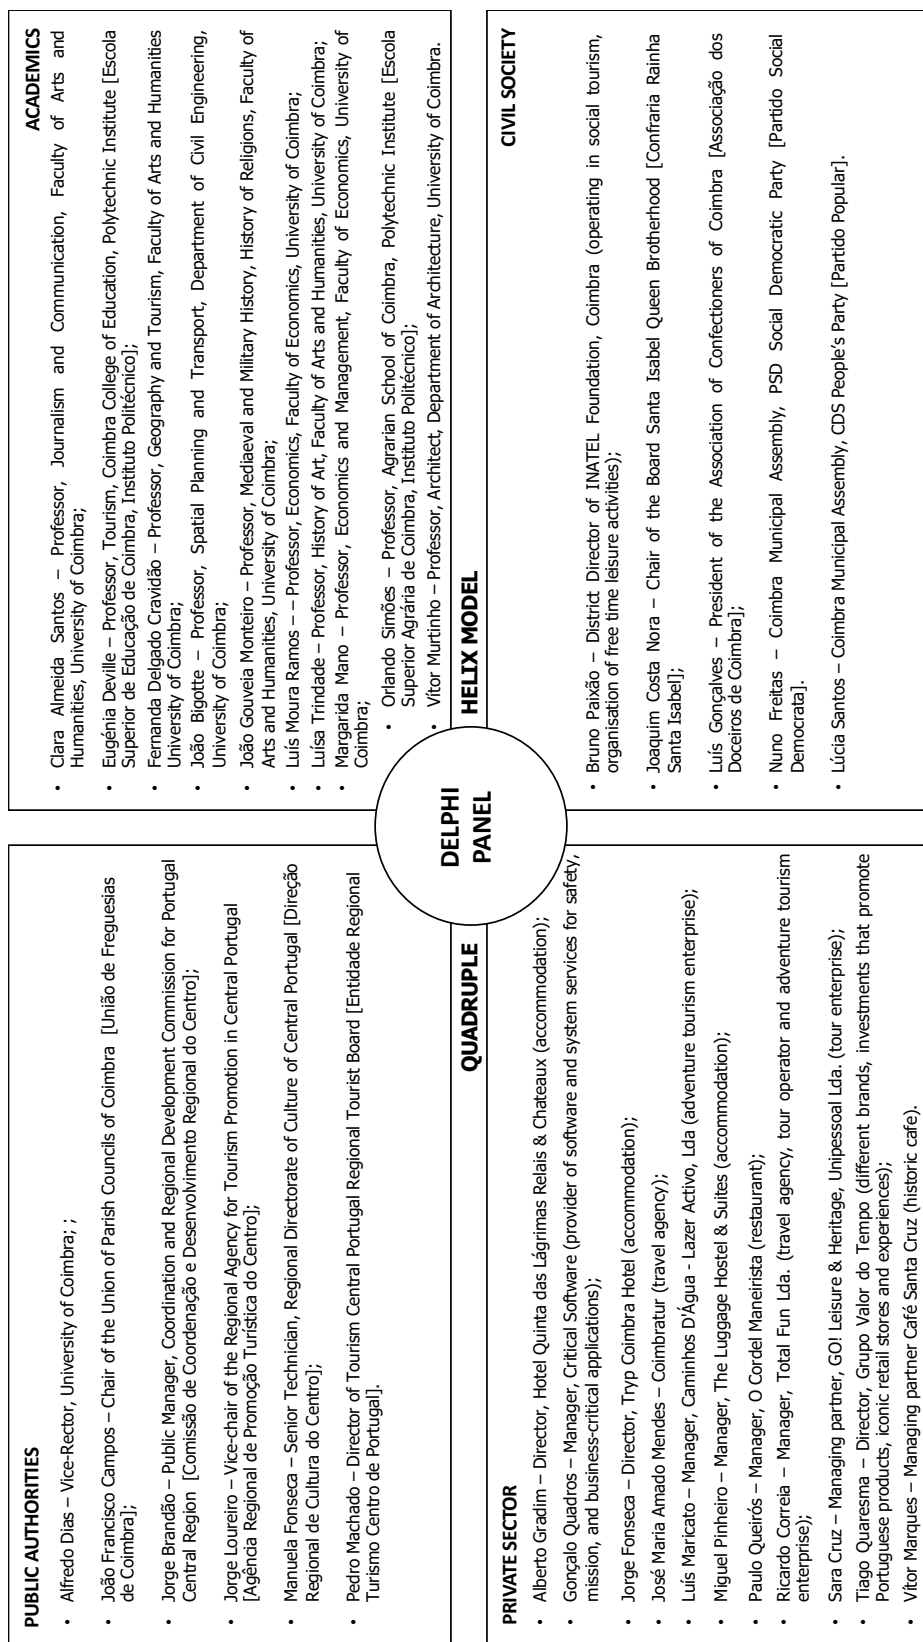 PUBLIC AUTHORITIES
• Alfredo Dias – Vice-Rector, University of Coimbra; ;
• João Francisco Campos – Chair of the Union of Parish Councils of Coimbra [União de Freguesias
de Coimbra];
• Jorge Brandão – Public Manager, Coordination and Regional Development Commission for Portugal
Central Region [Comissão de Coordenação e Desenvolvimento Regional do Centro];
• Jorge Loureiro – Vice-chair of the Regional Agency for Tourism Promotion in Central Portugal
[Agência Regional de Promoção Turística do Centro];
• Manuela Fonseca – Senior Technician, Regional Directorate of Culture of Central Portugal [Direção
Regional de Cultura do Centro];
• Pedro Machado – Director of Tourism Central Portugal Regional Tourist Board [Entidade Regional
Turismo Centro de Portugal].
ACADEMICS
• Clara Almeida Santos – Professor, Journalism and Communication, Faculty of Arts and
Humanities, University of Coimbra;
• Eugénia Deville – Professor, Tourism, Coimbra College of Education, Polytechnic Institute [Escola
Superior de Educação de Coimbra, Instituto Politécnico];
• Fernanda Delgado Cravidão – Professor, Geography and Tourism, Faculty of Arts and Humanities
University of Coimbra;
• João Bigotte – Professor, Spatial Planning and Transport, Department of Civil Engineering,
University of Coimbra;
• João Gouveia Monteiro – Professor, Mediaeval and Military History, History of Religions, Faculty of
Arts and Humanities, University of Coimbra;
• Luís Moura Ramos – Professor, Economics, Faculty of Economics, University of Coimbra;
• Luísa Trindade – Professor, History of Art, Faculty of Arts and Humanities, University of Coimbra;
• Margarida Mano – Professor, Economics and Management, Faculty of Economics, University of
Coimbra;
• Orlando Simões – Professor, Agrarian School of Coimbra, Polytechnic Institute [Escola
Superior Agrária de Coimbra, Instituto Politécnico];
• Vítor Murtinho – Professor, Architect, Department of Architecture, University of Coimbra.
QUADRUPLE
DELPHI
PANEL
HELIX MODEL
PRIVATE SECTOR
• Alberto Gradim – Director, Hotel Quinta das Lágrimas Relais & Chateaux (accommodation);
• Gonçalo Quadros – Manager, Critical Software (provider of software and system services for safety,
mission, and business-critical applications);
• Jorge Fonseca – Director, Tryp Coimbra Hotel (accommodation);
• José Maria Amado Mendes – Coimbratur (travel agency);
• Luís Maricato – Manager, Caminhos D'Água - Lazer Activo, Lda (adventure tourism enterprise);
• Miguel Pinheiro – Manager, The Luggage Hostel & Suites (accommodation);
• Paulo Queirós – Manager, O Cordel Maneirista (restaurant);
• Ricardo Correia – Manager, Total Fun Lda. (travel agency, tour operator and adventure tourism
enterprise);
• Sara Cruz – Managing partner, GO! Leisure & Heritage, Unipessoal Lda. (tour enterprise);
• Tiago Quaresma – Director, Grupo Valor do Tempo (different brands, investments that promote
Portuguese products, iconic retail stores and experiences);
• Vítor Marques – Managing partner Café Santa Cruz (historic cafe).
CIVIL SOCIETY
• Bruno Paixão – District Director of INATEL Foundation, Coimbra (operating in social tourism,
organisation of free time leisure activities);
• Joaquim Costa Nora – Chair of the Board Santa Isabel Queen Brotherhood [Confraria Rainha
Santa Isabel];
• Luís Gonçalves – President of the Association of Confectioners of Coimbra [Associação dos
Doceiros de Coimbra];
• Nuno Freitas – Coimbra Municipal Assembly, PSD Social Democratic Party [Partido Social
Democrata].
• Lúcia Santos – Coimbra Municipal Assembly, CDS People's Party [Partido Popular].